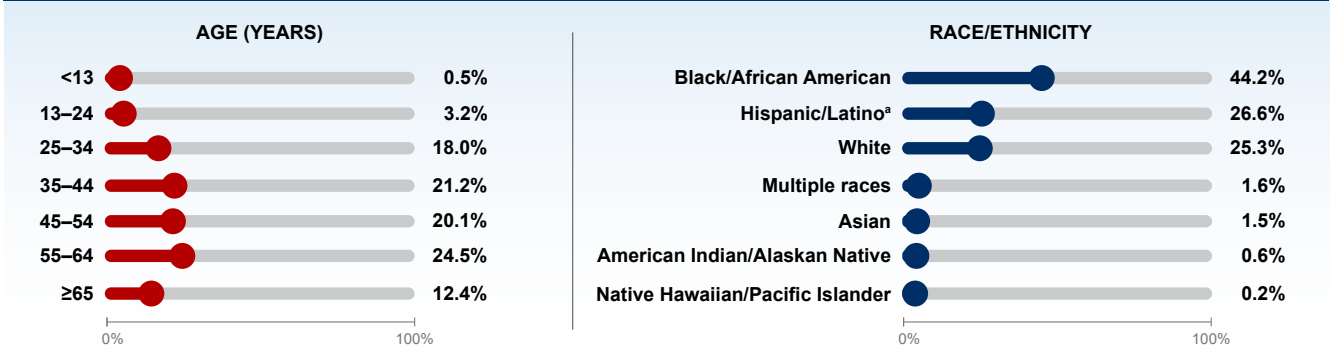 AGE (YEARS)
<13 0.5%
13–24 3.2%
25–34 18.0%
35–44 21.2%
45–54 20.1%
55–64 24.5%
≥65 12.4%
0% 100%
RACE/ETHNICITY
Black/African American 44.2%
Hispanic/Latinoᵃ 26.6%
White 25.3%
Multiple races 1.6%
Asian 1.5%
American Indian/Alaskan Native 0.6%
Native Hawaiian/Pacific Islander 0.2%
0% 100%